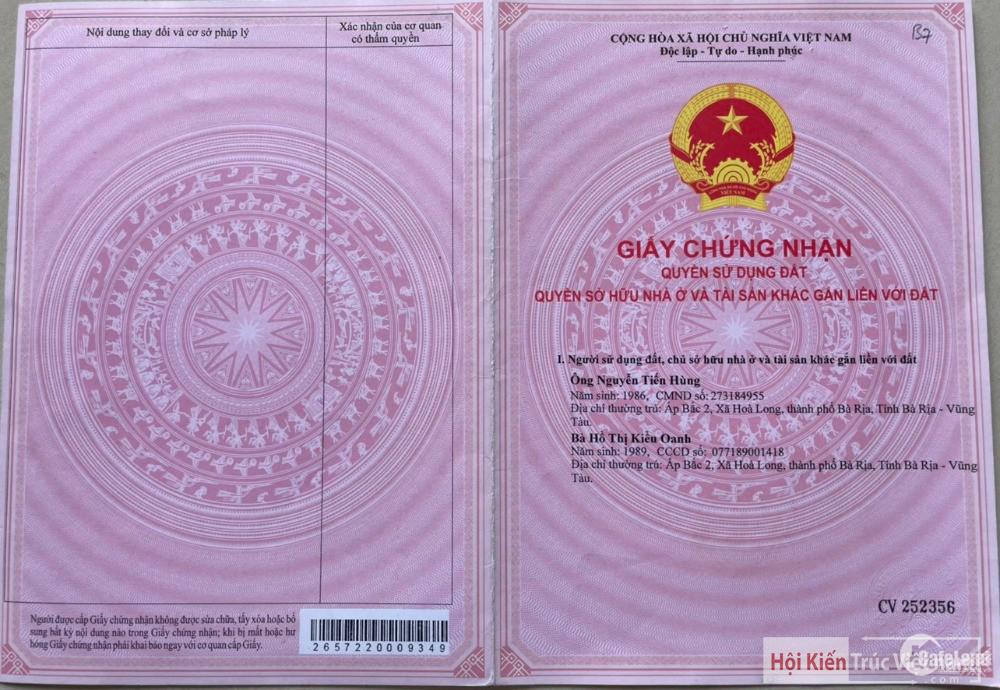 Nội dung thay đổi và cơ sở pháp lý
Xác nhận của cơ quan
có thẩm quyền
Người được cấp Giấy chứng nhận không được sửa chữa, tẩy xóa hoặc bổ
sung bất kỳ nội dung nào trong Giấy chứng nhận; khi bị mất hoặc hư
hỏng Giấy chứng nhận phải khai báo ngay với cơ quan cấp Giấy.
2657220009349
B7
CỘNG HÒA XÃ HỘI CHỦ NGHĨA VIỆT NAM
Độc lập - Tự do - Hạnh phúc
VIỆT NAM
GIẤY CHỨNG NHẬN
QUYỀN SỬ DỤNG ĐẤT
QUYỀN SỞ HỮU NHÀ Ở VÀ TÀI SẢN KHÁC GẮN LIỀN VỚI ĐẤT
I. Người sử dụng đất, chủ sở hữu nhà ở và tài sản khác gắn liền với đất
Ông Nguyễn Tiến Hùng
Năm sinh: 1986, CMND số: 273184955
Địa chỉ thường trú: Ấp Bắc 2, Xã Hoà Long, thành phố Bà Rịa, Tỉnh Bà Rịa - Vũng
Tàu.
Bà Hồ Thị Kiều Oanh
Năm sinh: 1989, CCCD số: 077189001418
Địa chỉ thường trú: Ấp Bắc 2, Xã Hoà Long, thành phố Bà Rịa, Tỉnh Bà Rịa - Vũng
Tàu.
CV 252356
Hội Kiến Trúc Việt Nam
CafeLand
.com